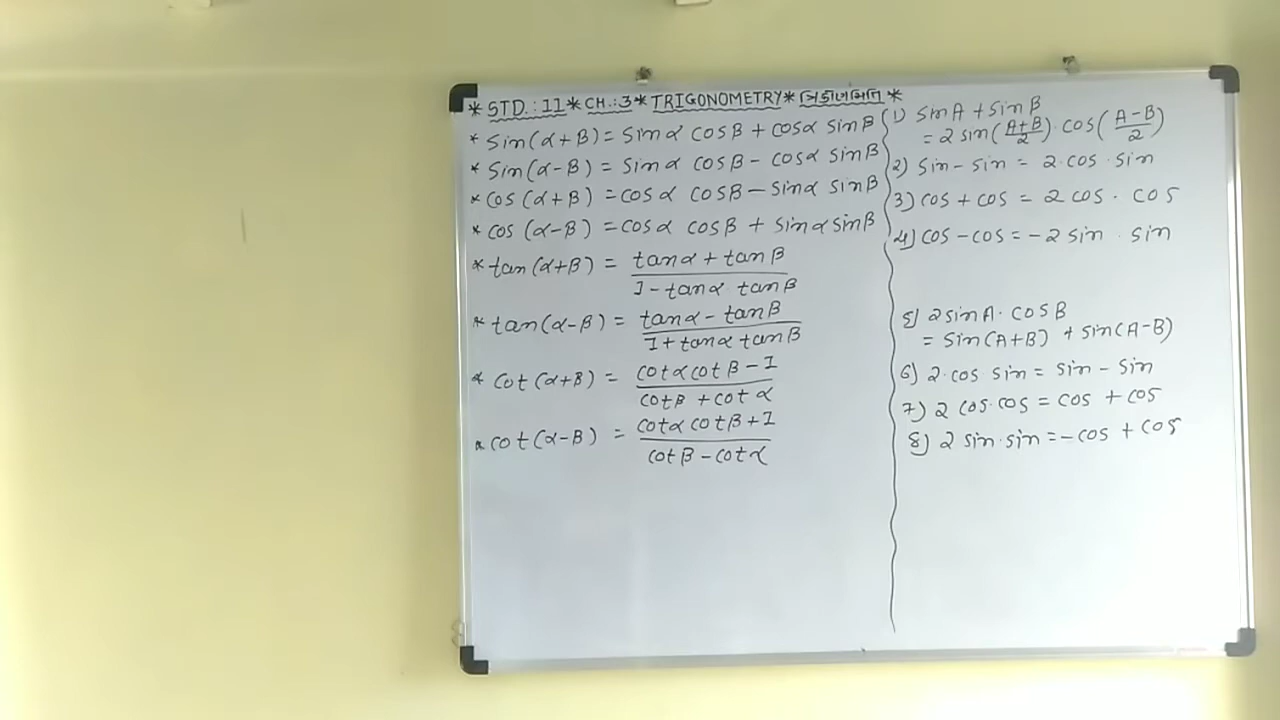 * STD.: 11 * CH.: 3 * TRIGONOMETRY * ત્રિકોણમિતિ *
* Sin(α+β) = Sinα cosβ + cosα sinβ
* Sin(α-β) = Sinα cosβ - cosα sinβ
* cos(α+β) = cosα cosβ - sinα sinβ
* cos(α-β) = cosα cosβ + sinα sinβ
* tan(α+β) = (tanα + tanβ)/(1 - tanα tanβ)
* tan(α-β) = (tanα - tanβ)/(1 + tanα tanβ)
* cot(α+β) = (cotα cotβ - 1)/(cotβ + cotα)
* cot(α-β) = (cotα cotβ + 1)/(cotβ - cotα)
1) sinA + sinB
= 2 sin((A+B)/2) · cos((A-B)/2)
2) sin - sin = 2 · cos · sin
3) cos + cos = 2 cos · cos
4) cos - cos = -2 sin · sin
5) 2 sinA · cosB
= sin(A+B) + sin(A-B)
6) 2 · cos sin = sin - sin
7) 2 cos · cos = cos + cos
8) 2 sin · sin = - cos + cos